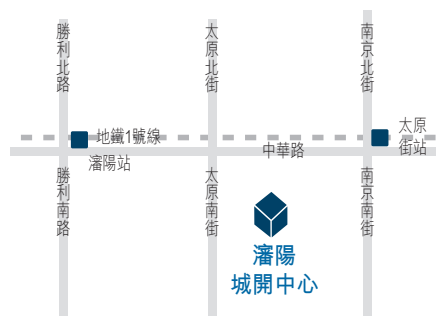 勝利北路
太原北街
南京北街
地鐵1號線
瀋陽站
中華路
太原
街站
勝利南路
太原南街
南京南街
瀋陽
城開中心